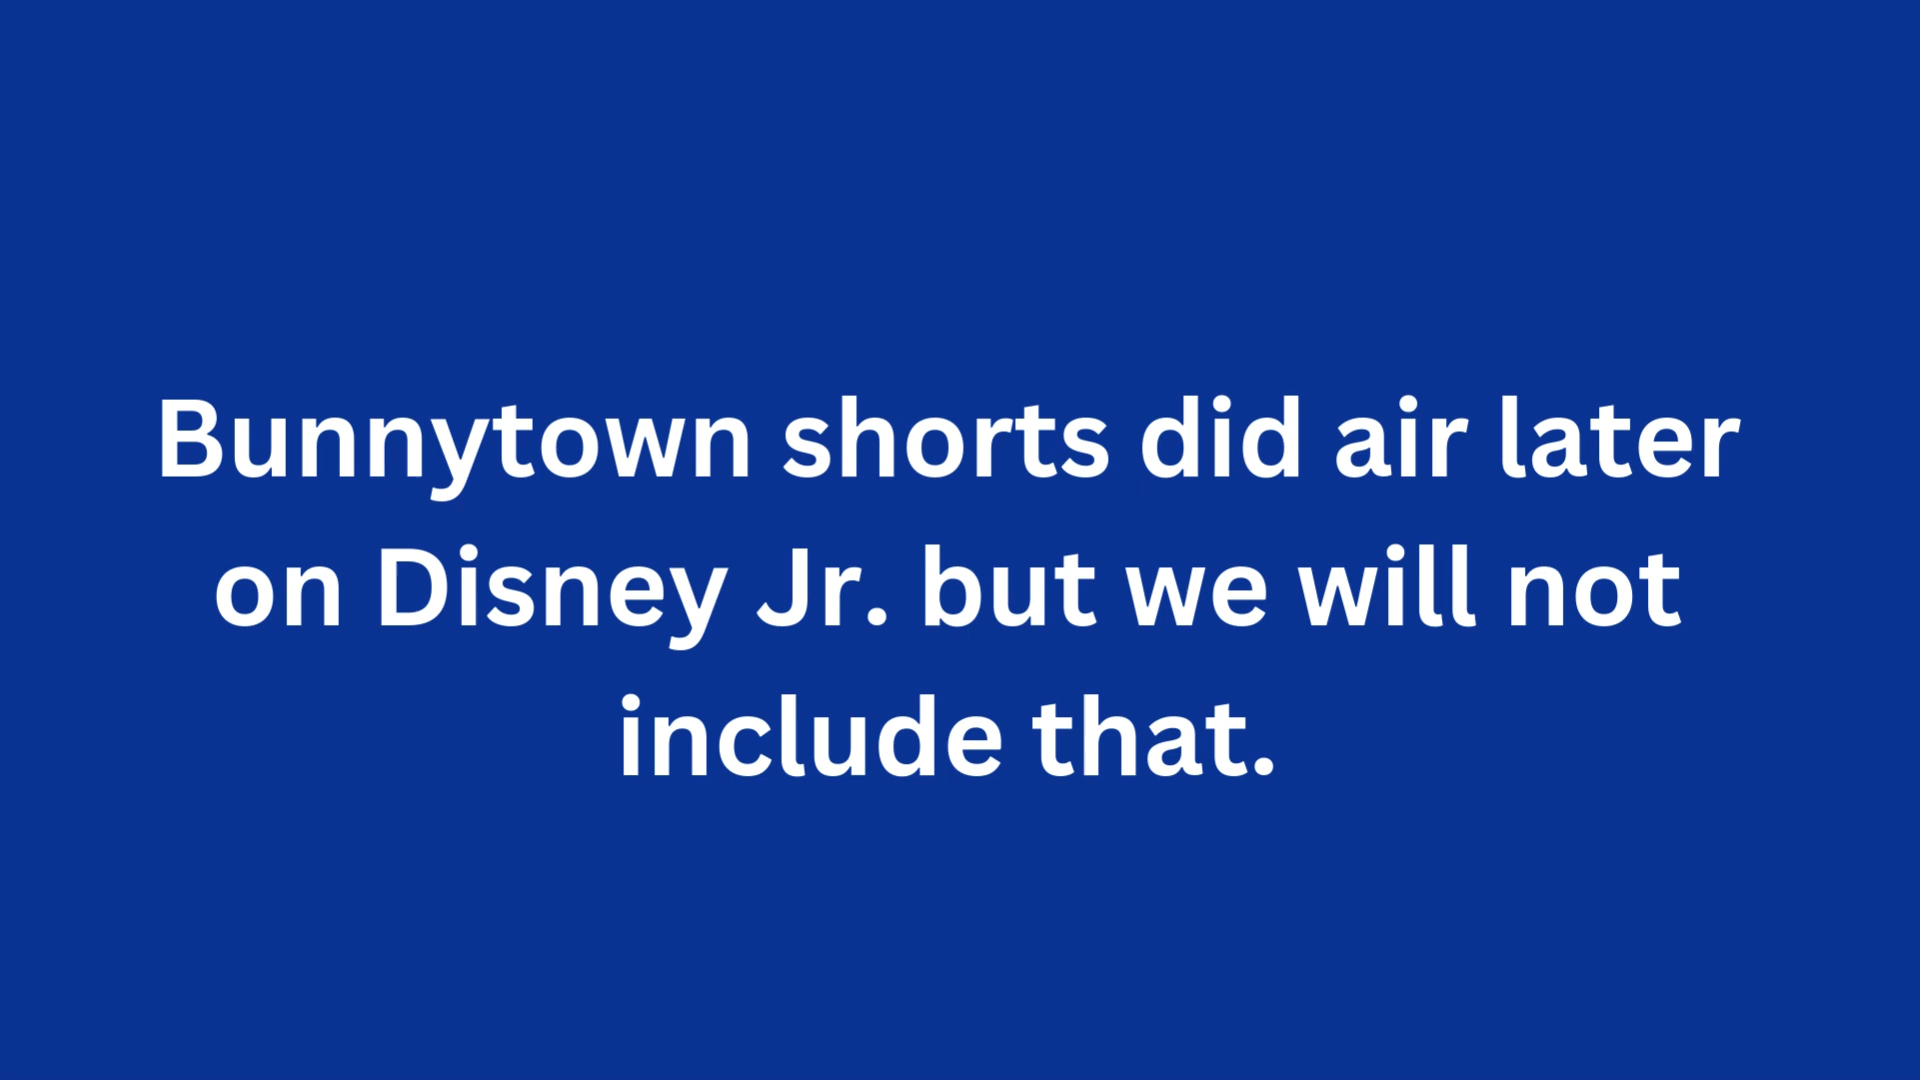 Bunnytown shorts did air later
on Disney Jr. but we will not
include that.